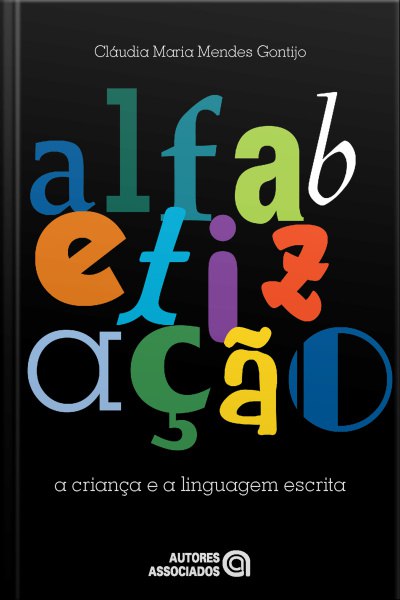 Cláudia Maria Mendes Gontijo
alfab
etiz
ação
a criança e a linguagem escrita
AUTORES
ASSOCIADOS a